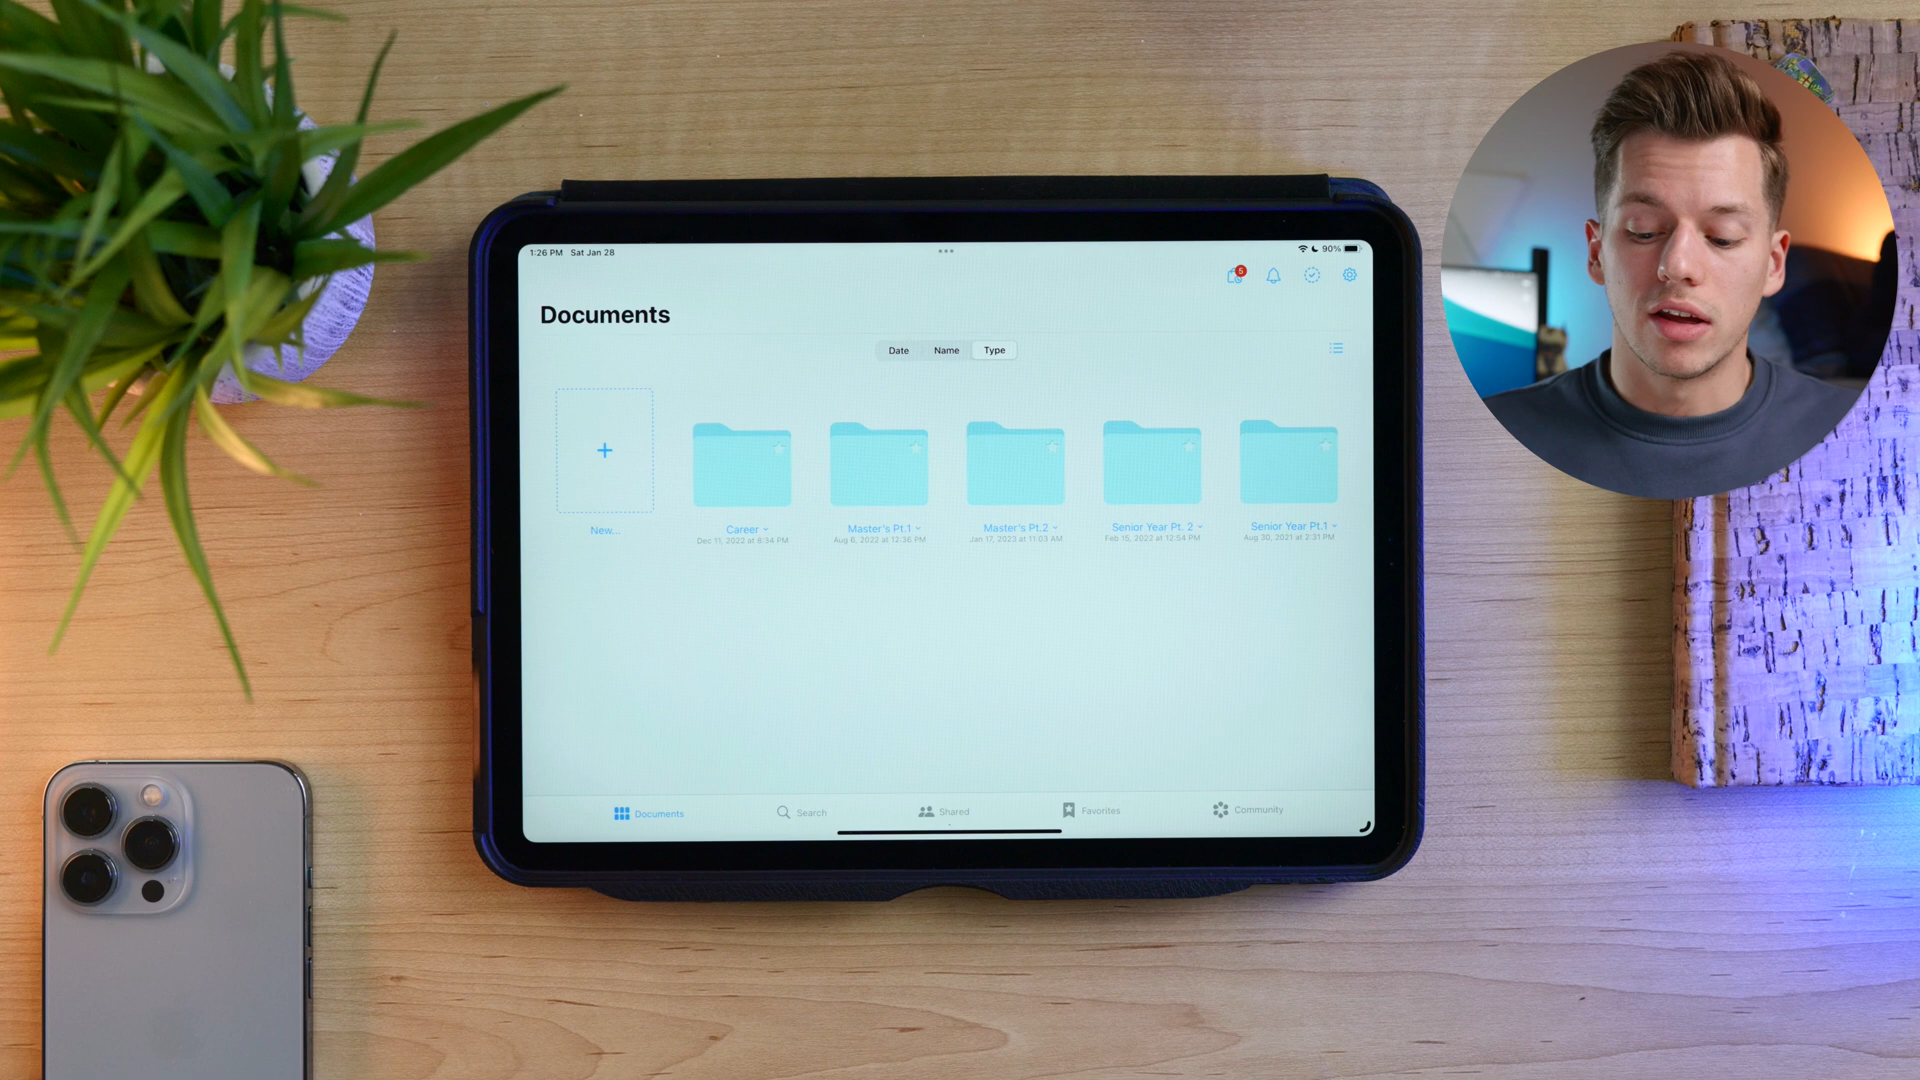 1:26 PM Sat Jan 28
90%
5
Documents
Date Name Type
New...
Career
Dec 11, 2022 at 8:34 PM
Master's Pt.1
Aug 6, 2022 at 12:36 PM
Master's Pt.2
Jan 17, 2023 at 11:03 AM
Senior Year Pt. 2
Feb 15, 2022 at 12:54 PM
Senior Year Pt.1
Aug 30, 2021 at 2:31 PM
Documents Search Shared Favorites Community